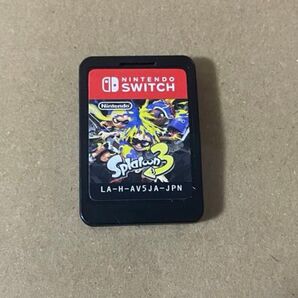 NINTENDO
SWITCH
Nintendo
Splatoon 3
LA-H-AV5JA-JPN